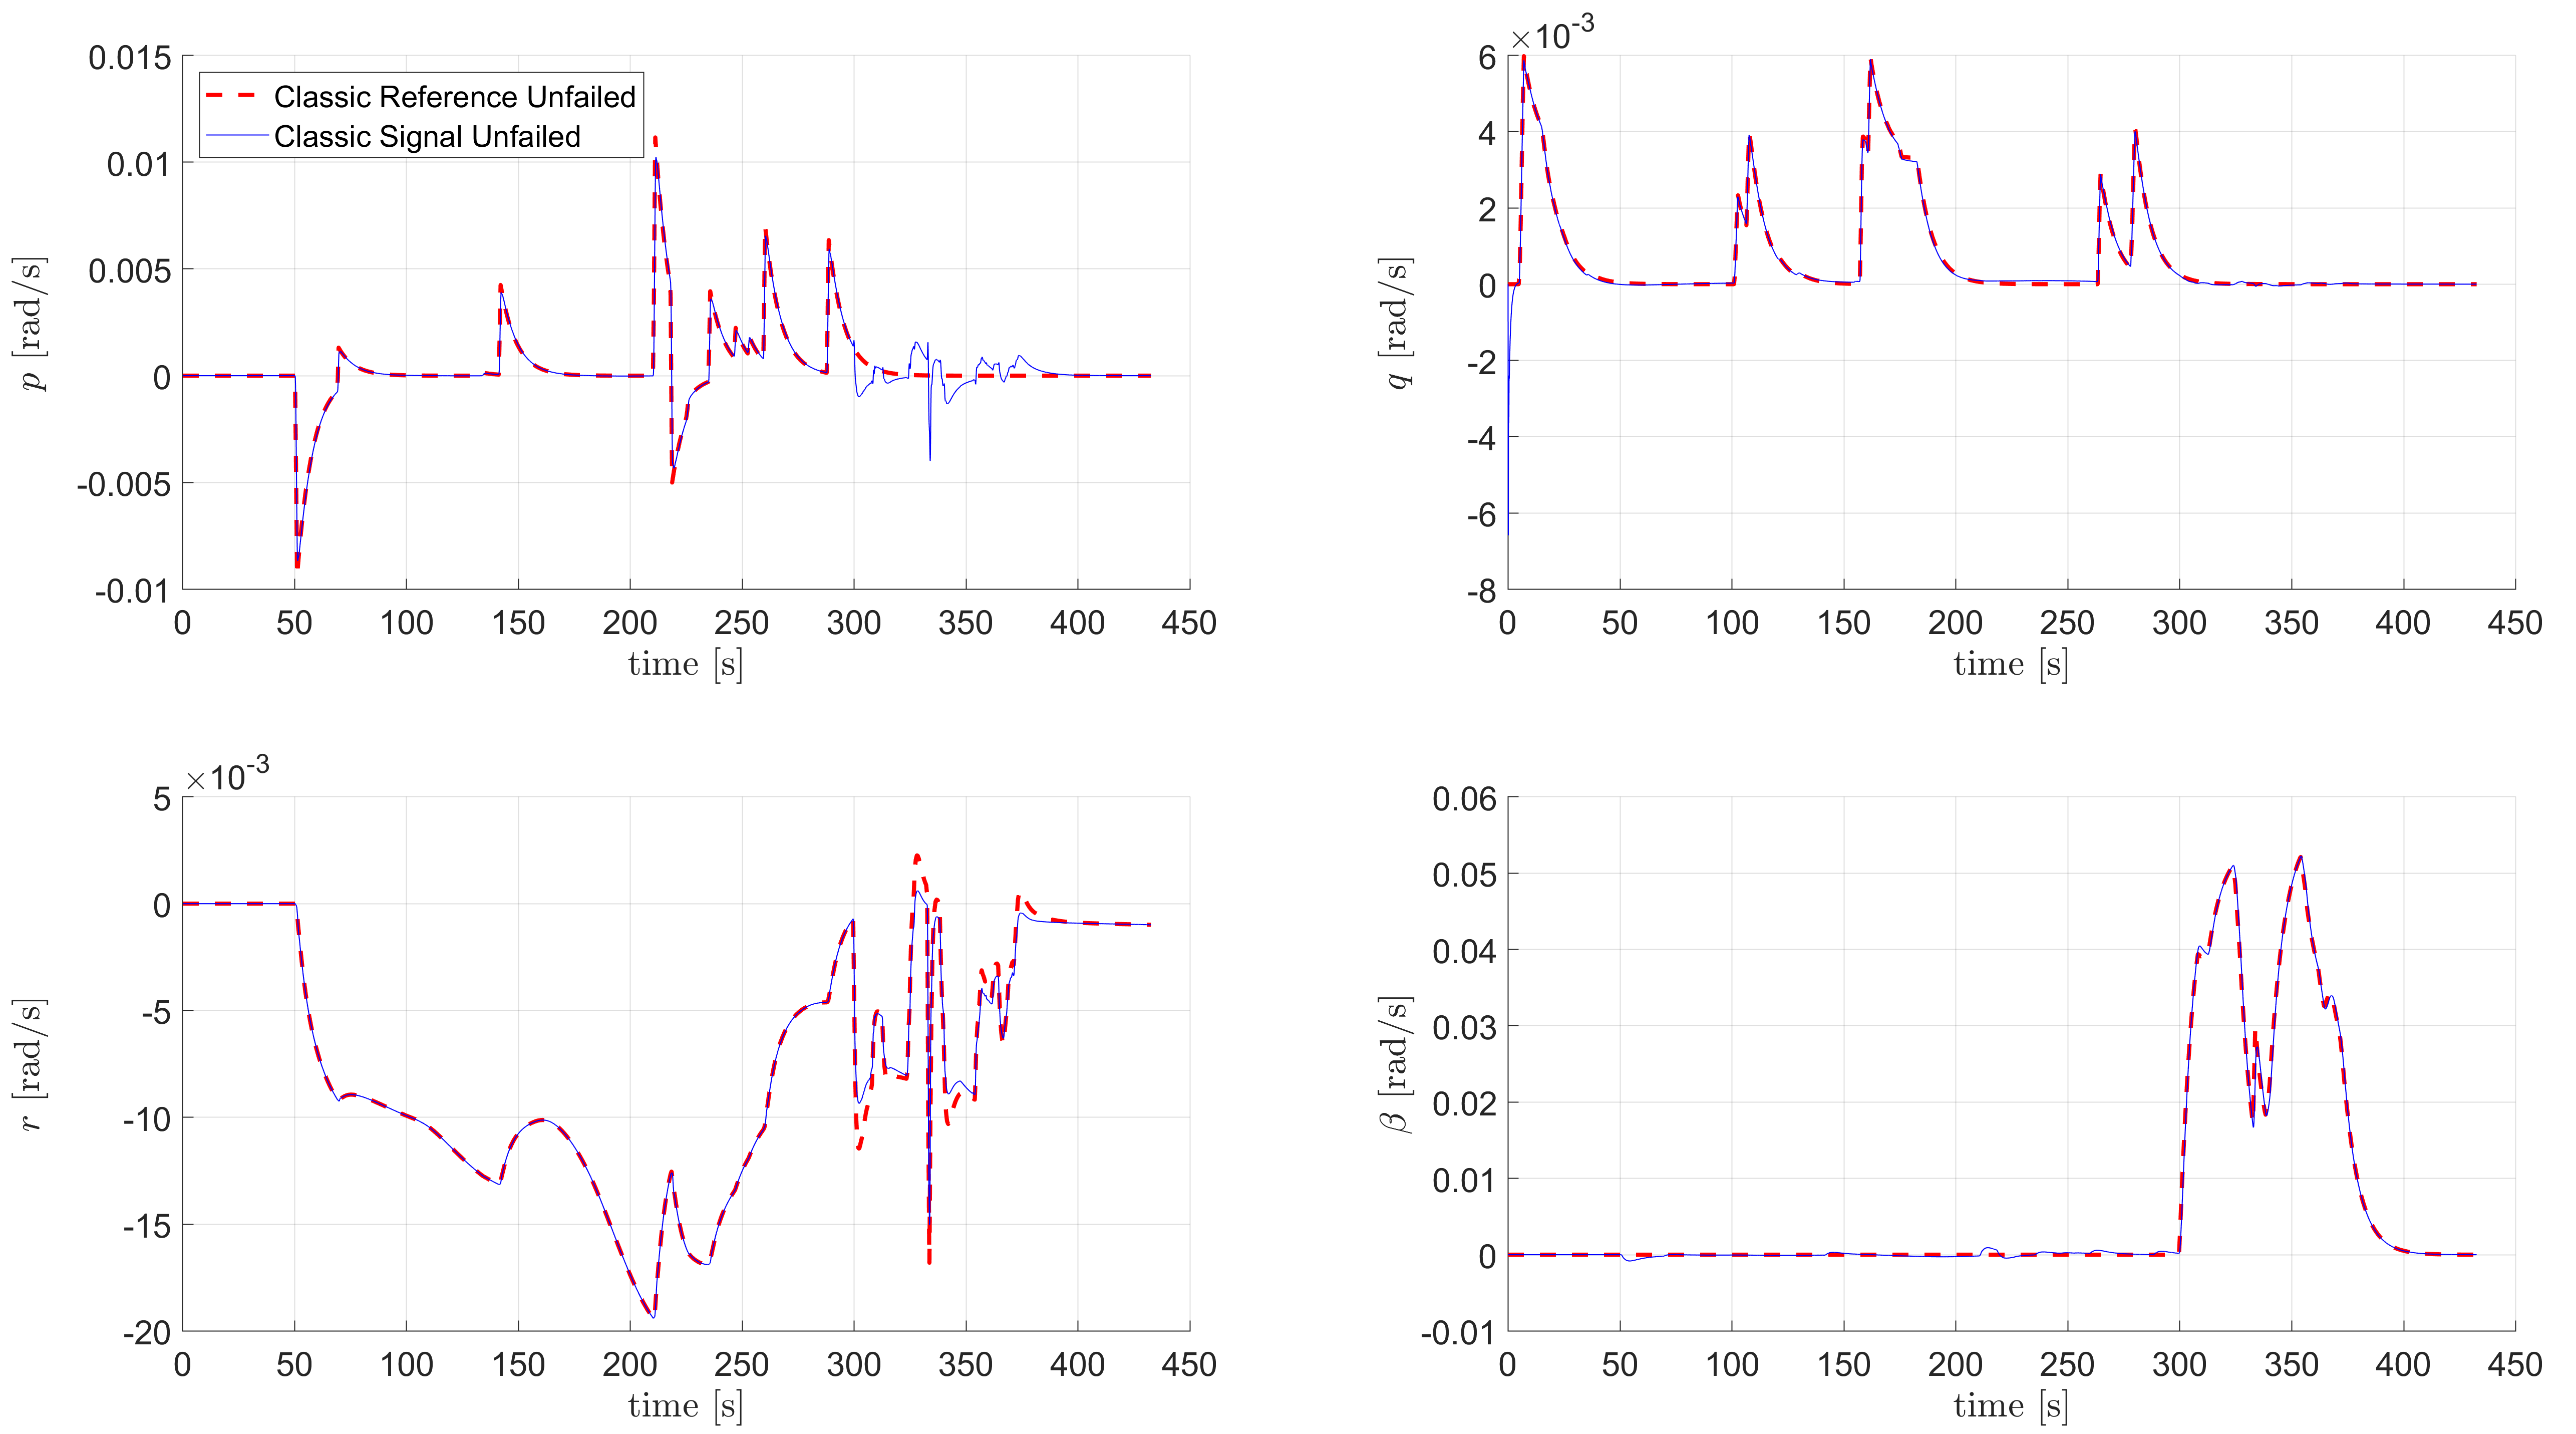 0.015
0.01
0.005
0
-0.005
-0.01
Classic Reference Unfailed
Classic Signal Unfailed
p [rad/s]
0 50 100 150 200 250 300 350 400 450
time [s]
×10-3
6
4
2
0
-2
-4
-6
-8
q [rad/s]
0 50 100 150 200 250 300 350 400 450
time [s]
×10-3
5
0
-5
-10
-15
-20
r [rad/s]
0 50 100 150 200 250 300 350 400 450
time [s]
0.06
0.05
0.04
0.03
0.02
0.01
0
-0.01
β [rad/s]
0 50 100 150 200 250 300 350 400 450
time [s]